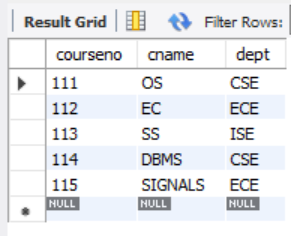 Result Grid Filter Rows:
courseno cname dept
111 OS CSE
112 EC ECE
113 SS ISE
114 DBMS CSE
115 SIGNALS ECE
NULL NULL NULL